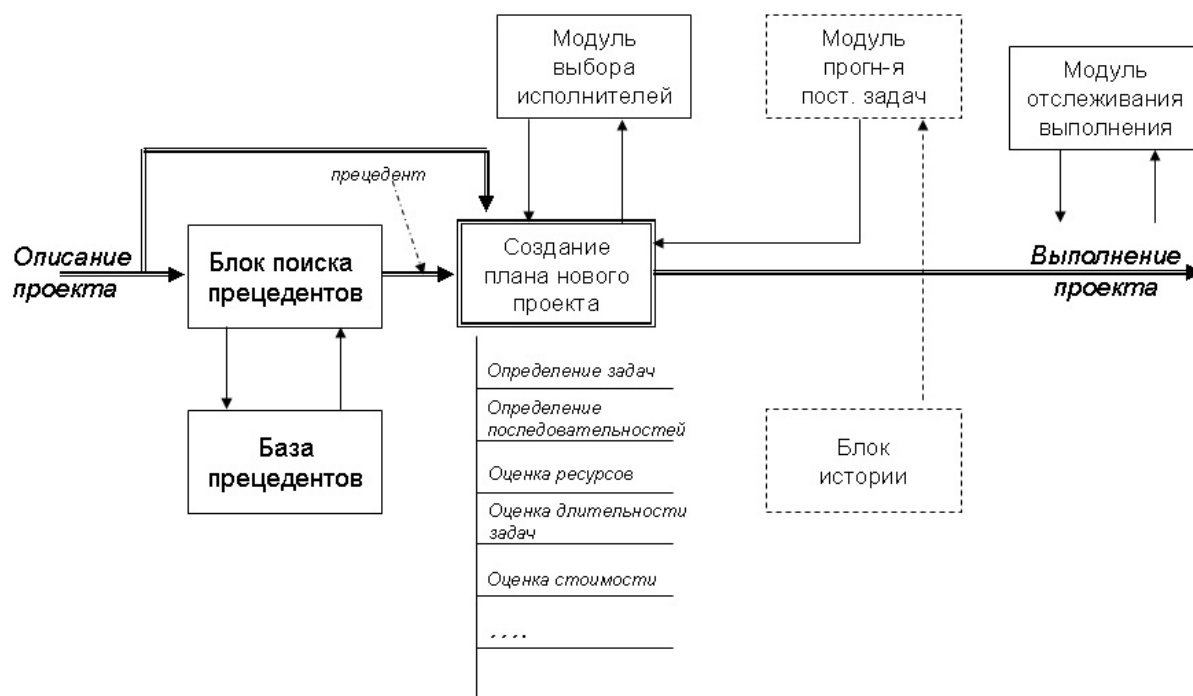 Модуль
выбора
исполнителей
Модуль
прогн-я
пост. задач
Модуль
отслеживания
выполнения
прецедент
Описание
проекта
Блок поиска
прецедентов
Создание
плана нового
проекта
Выполнение
проекта
База
прецедентов
Определение задач
Определение
последовательностей
Оценка ресурсов
Оценка длительности
задач
Оценка стоимости
....
Блок
истории